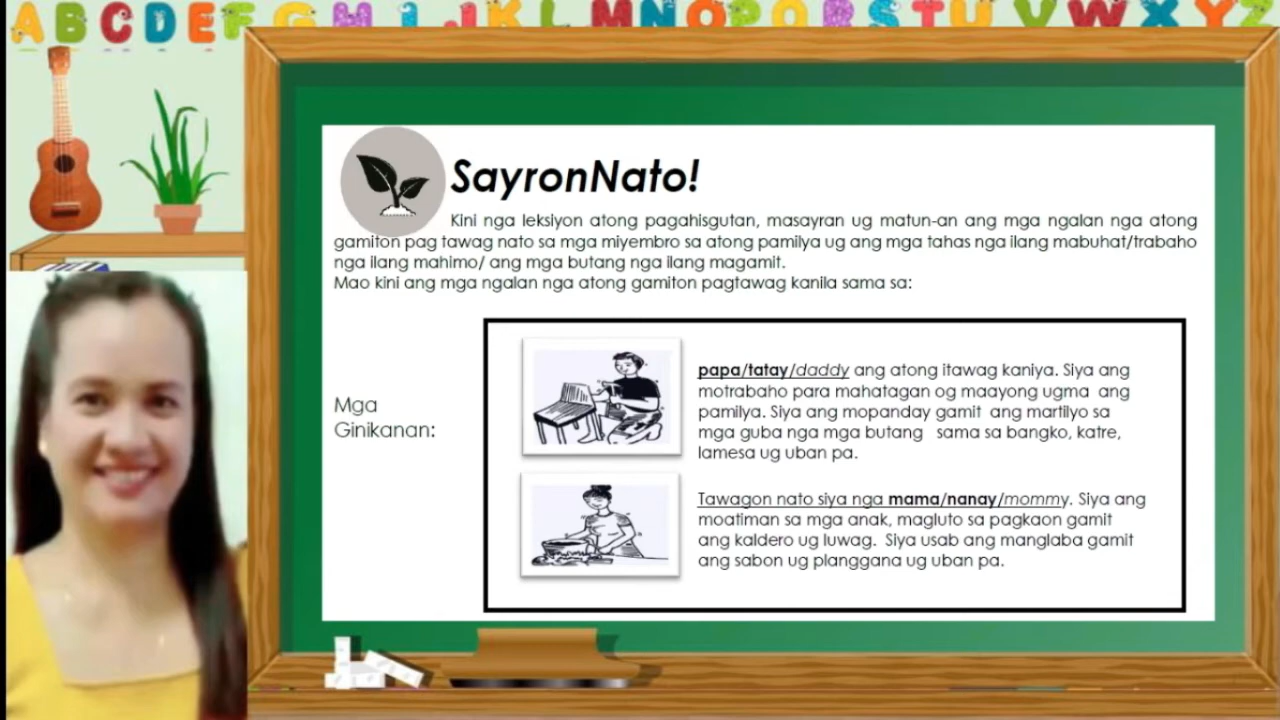 ABCDEFGHIJKLMNOPQRSTUVWXYZ
SayronNato!
Kini nga leksiyon atong pagahisgutan, masayran ug matun-an ang mga ngalan nga atong
gamiton pag tawag nato sa mga miyembro sa atong pamilya ug ang mga tahas nga ilang mabuhat/trabaho
nga ilang mahimo/ ang mga butang nga ilang magamit.
Mao kini ang mga ngalan nga atong gamiton pagtawag kanila sama sa:
Mga
Ginikanan:
papa/tatay/daddy ang atong itawag kaniya. Siya ang
motrabaho para mahatagan og maayong ugma ang
pamilya. Siya ang mopanday gamit ang martilyo sa
mga guba nga mga butang sama sa bangko, katre,
lamesa ug uban pa.
Tawagon nato siya nga mama/nanay/mommy. Siya ang
moatiman sa mga anak, magluto sa pagkaon gamit
ang kaldero ug luwag. Siya usab ang manglaba gamit
ang sabon ug planggana ug uban pa.